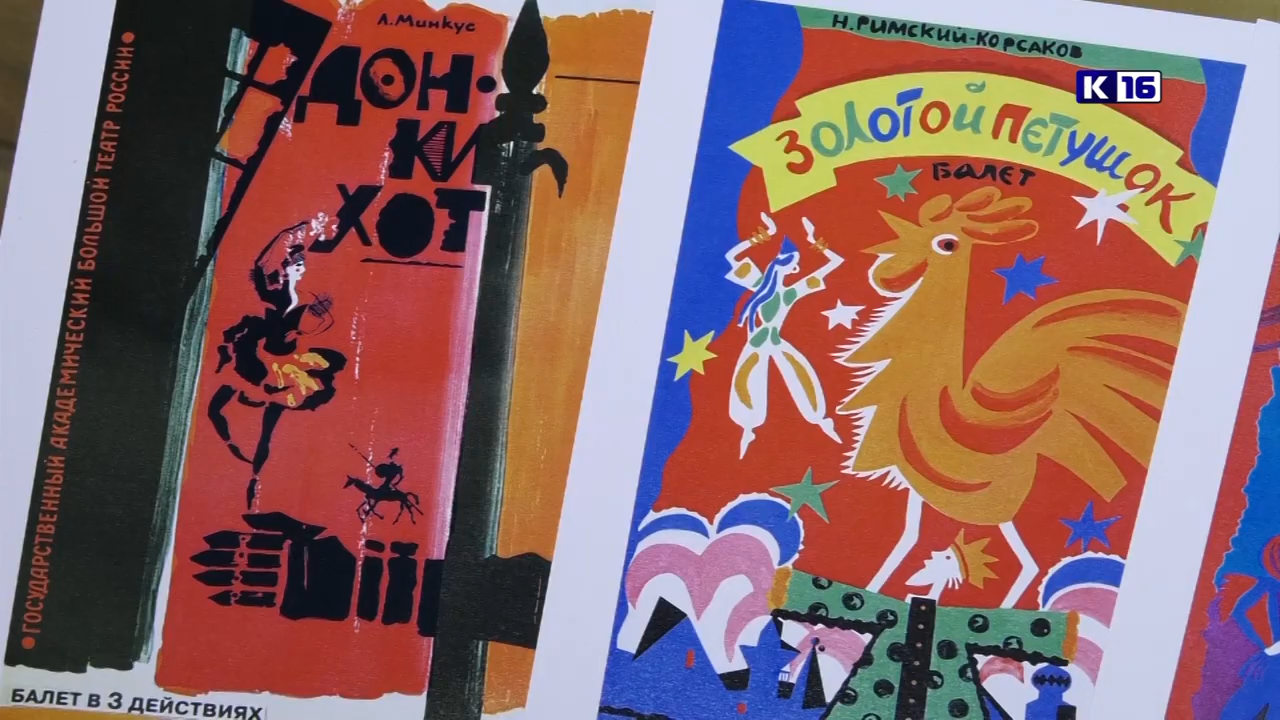 •ГОСУДАРСТВЕННЫЙ АКАДЕМИЧЕСКИЙ БОЛЬШОЙ ТЕАТР РОССИИ•
Л.Минкус
ДОН-
КИ
ХОТ
БАЛЕТ В 3 ДЕЙСТВИЯХ
Н.РИМСКИЙ-КОРСАКОВ
ЗОЛОТОЙ ПЕТУШОК
БАЛЕТ
K 16